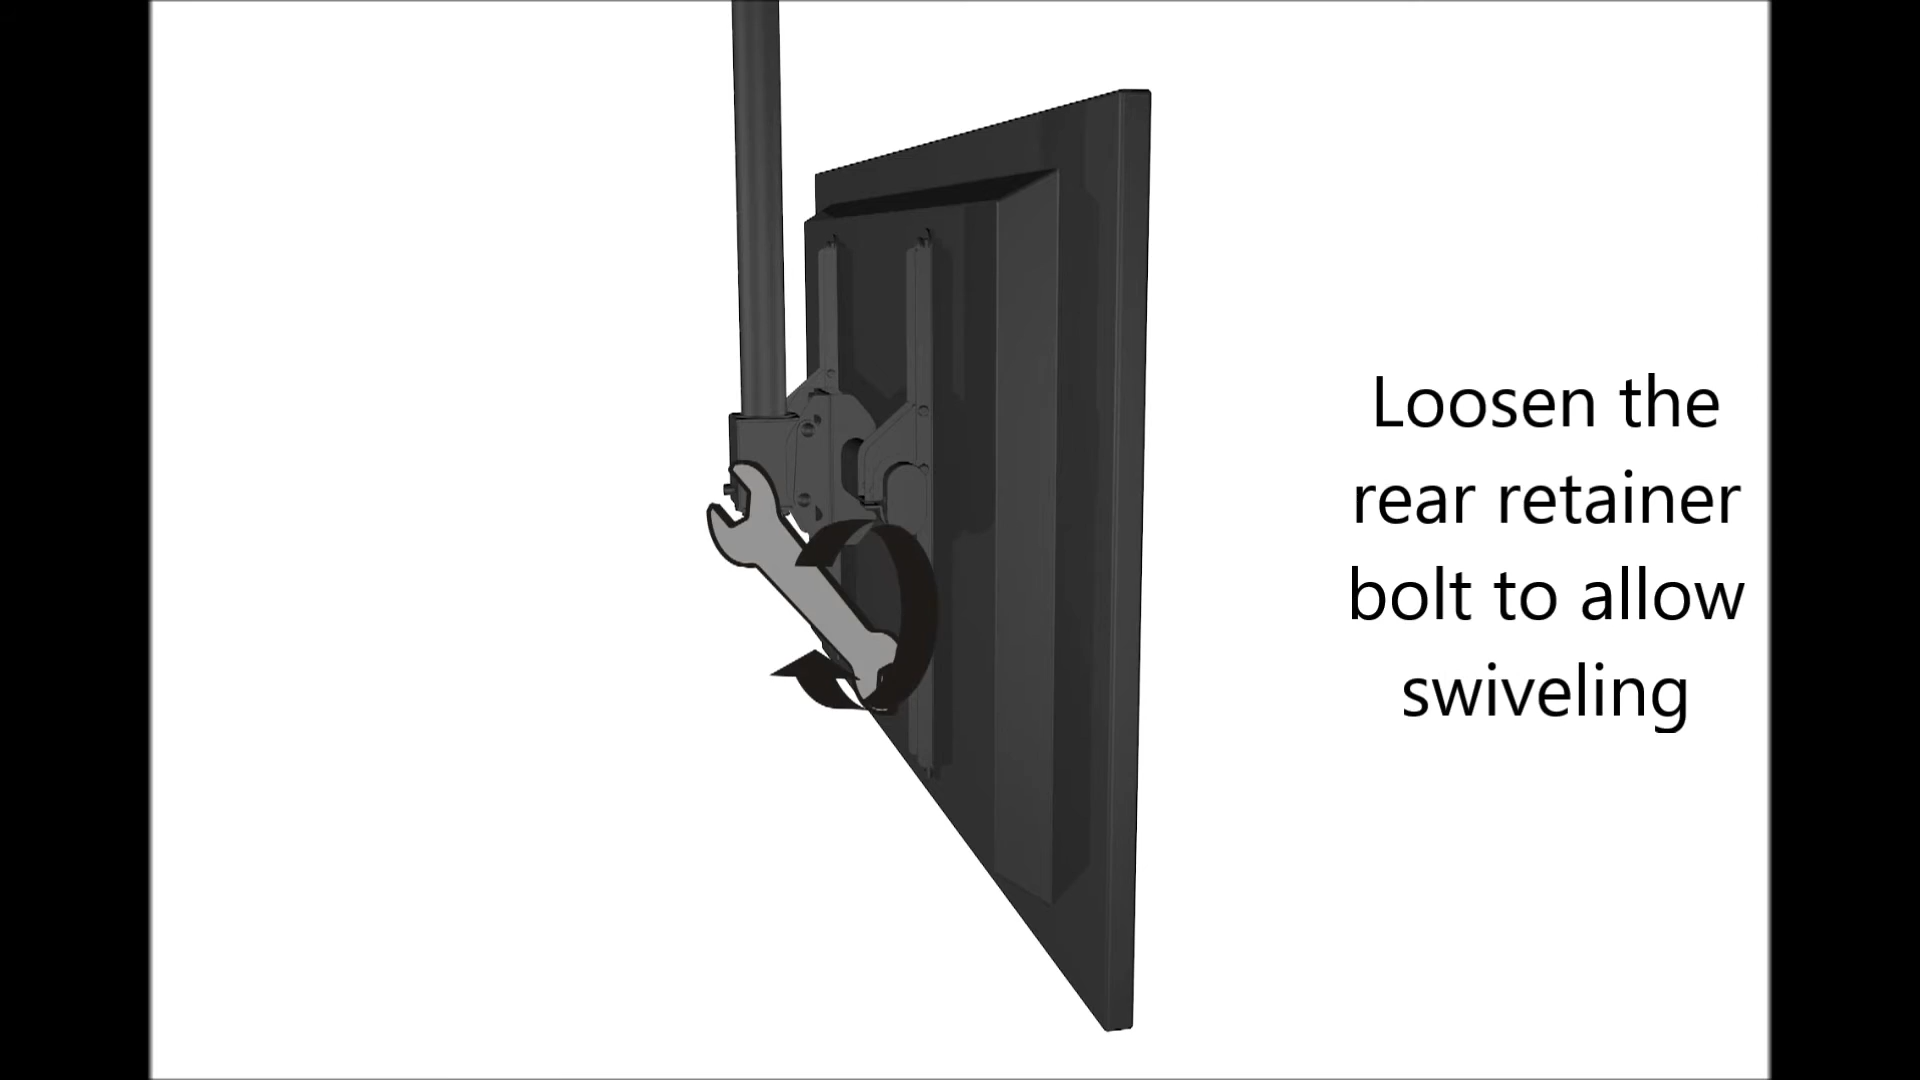 Loosen the
rear retainer
bolt to allow
swiveling